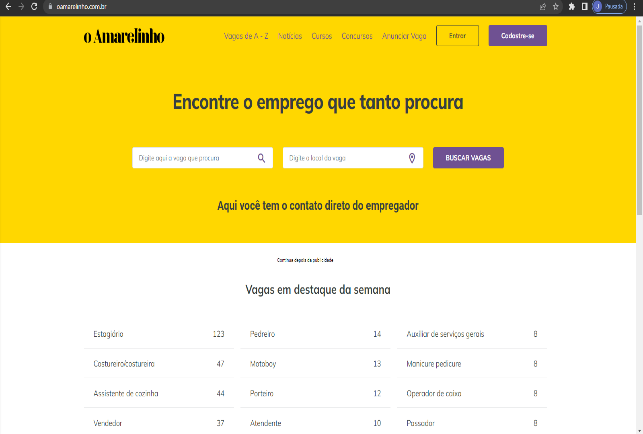 oamarelinho.com.br
J Pausada
o Amarelinho Vagas de A - Z Notícias Cursos Concursos Anunciar Vaga Entrar Cadastre-se
Encontre o emprego que tanto procura
Digite aqui a vaga que procura Digite o local da vaga BUSCAR VAGAS
Aqui você tem o contato direto do empregador
Continua depois da publicidade
Vagas em destaque da semana
Estagiário 123 Pedreiro 14 Auxiliar de serviços gerais 8
Costureiro/costureira 47 Motoboy 13 Manicure pedicure 8
Assistente de cozinha 44 Porteiro 12 Operador de caixa 8
Vendedor 37 Atendente 10 Passador 8